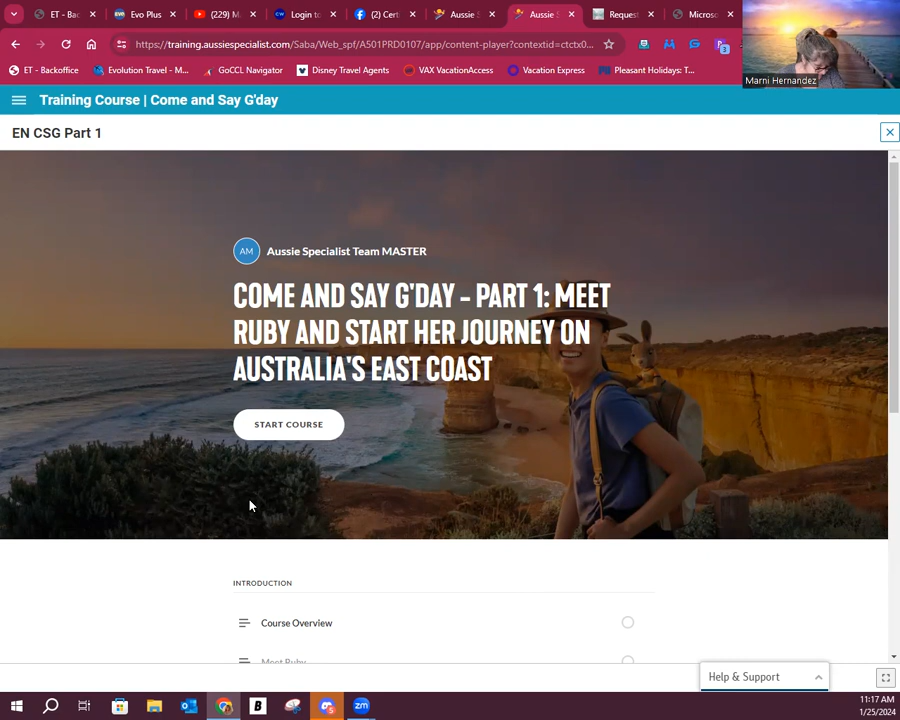 ET - Bac
Evo Plus
(229) M
Login to
(2) Cert
Aussie S
Aussie S
Request
Microso
https://training.aussiespecialist.com/Saba/Web_spf/A501PRD0107/app/content-player?contextid=ctctx0...
3
ET - Backoffice
Evolution Travel - M...
GoCCL Navigator
Disney Travel Agents
VAX VacationAccess
Vacation Express
Pleasant Holidays: T...
Marni Hernandez
Training Course | Come and Say G'day
EN CSG Part 1
AM
Aussie Specialist Team MASTER
COME AND SAY G'DAY – PART 1: MEET
RUBY AND START HER JOURNEY ON
AUSTRALIA'S EAST COAST
START COURSE
INTRODUCTION
Course Overview
Meet Ruby
Help & Support
11:17 AM
1/25/2024